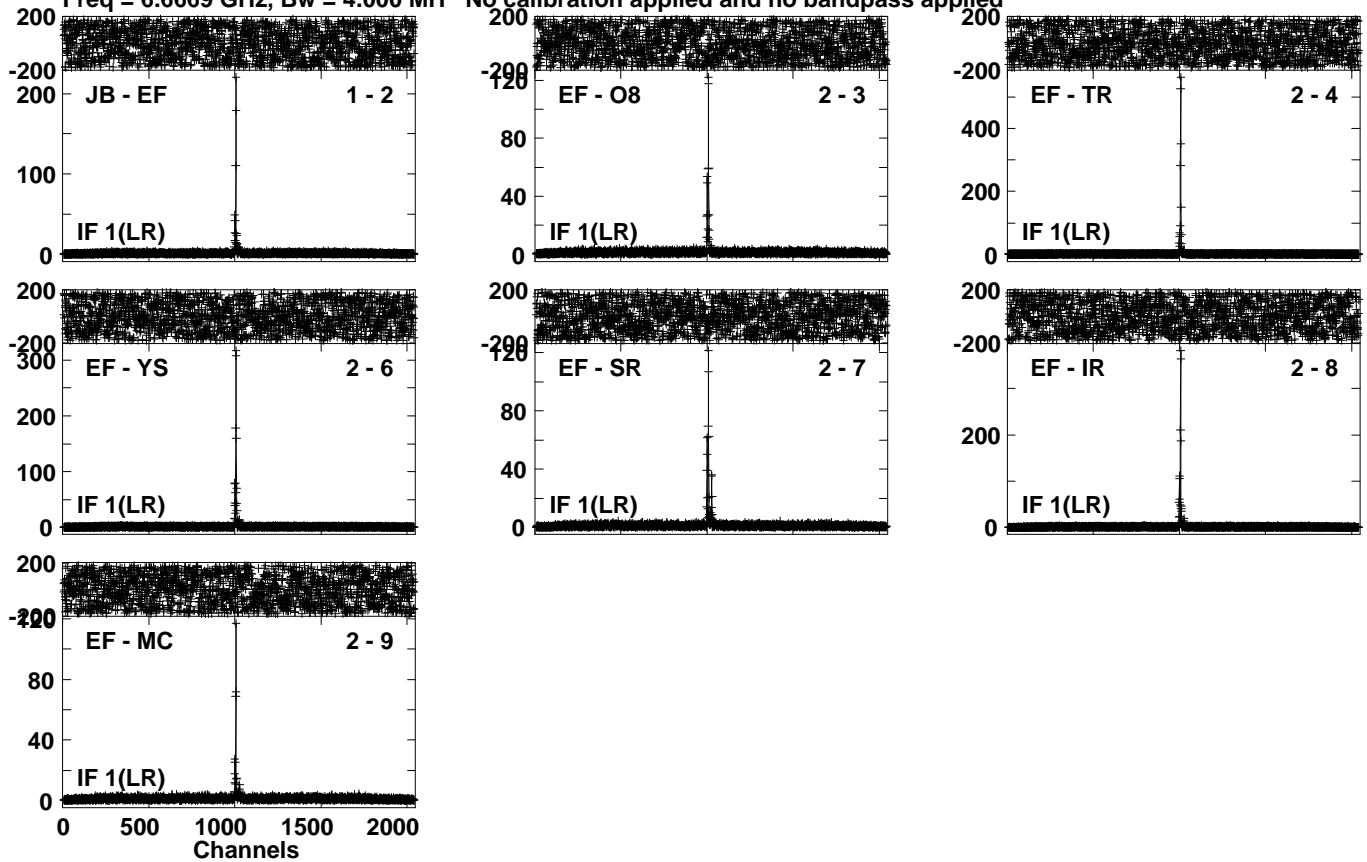 Freq = 6.6669 GHz, Bw = 4.000 MH No calibration applied and no bandpass applied
200 200 200
-200 -200 -200
200 JB - EF 1 - 2 120 EF - O8 2 - 3 EF - TR 2 - 4
100 80 40 400 200
IF 1(LR) IF 1(LR) IF 1(LR)
0 0 0
200 200 200
-200 -200 -200
300 EF - YS 2 - 6 120 EF - SR 2 - 7 EF - IR 2 - 8
200 100 80 40 200
IF 1(LR) IF 1(LR) IF 1(LR)
0 0 0
200
-200
120 EF - MC 2 - 9
80
40
IF 1(LR)
0
0 500 1000 1500 2000
Channels